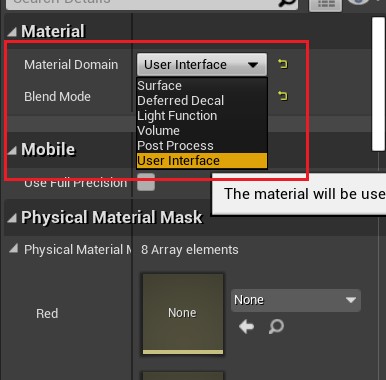 Search Details
Material
Material Domain
User Interface
Surface
Deferred Decal
Light Function
Volume
Post Process
User Interface
Blend Mode
Mobile
Use Full Precision
The material will be use
Physical Material Mask
Physical Material M
8 Array elements
Red
None
None